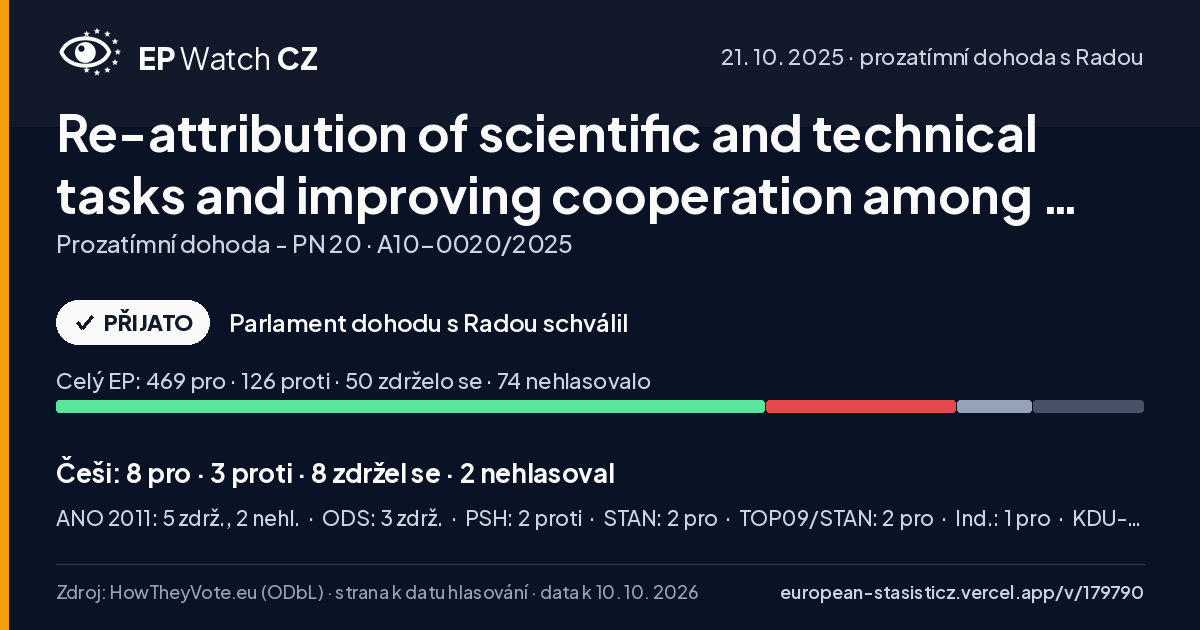 EP Watch CZ
21. 10. 2025 · prozatímní dohoda s Radou
Re-attribution of scientific and technical
tasks and improving cooperation among …
Prozatímní dohoda - PN 20 · A10-0020/2025
✓ PŘIJATO
Parlament dohodu s Radou schválil
Celý EP: 469 pro · 126 proti · 50 zdrželo se · 74 nehlasovalo
Češi: 8 pro · 3 proti · 8 zdržel se · 2 nehlasoval
ANO 2011: 5 zdrž., 2 nehl. · ODS: 3 zdrž. · PSH: 2 proti · STAN: 2 pro · TOP09/STAN: 2 pro · Ind.: 1 pro · KDU-…
Zdroj: HowTheyVote.eu (ODbL) · strana k datu hlasování · data k 10. 10. 2026
european-stasisticz.vercel.app/v/179790